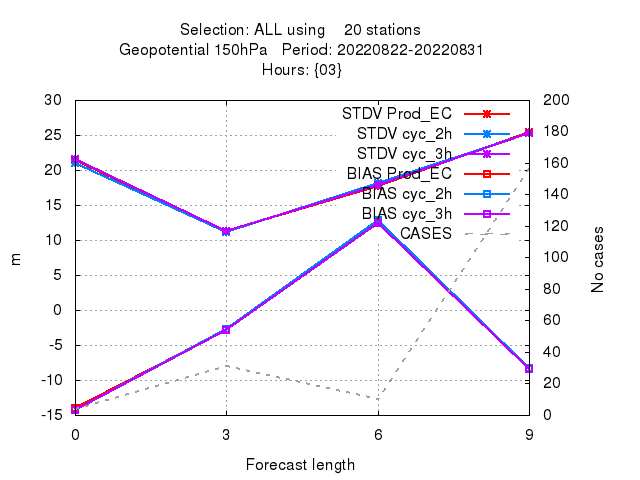 Selection: ALL using    20 stations
Geopotential 150hPa   Period: 20220822-20220831
Hours: {03}
30
25
20
15
10
5
0
-5
-10
-15
m
STDV Prod_EC
STDV cyc_2h
STDV cyc_3h
BIAS Prod_EC
BIAS cyc_2h
BIAS cyc_3h
CASES
200
180
160
140
120
100
80
60
40
20
0
No cases
0 3 6 9
Forecast length